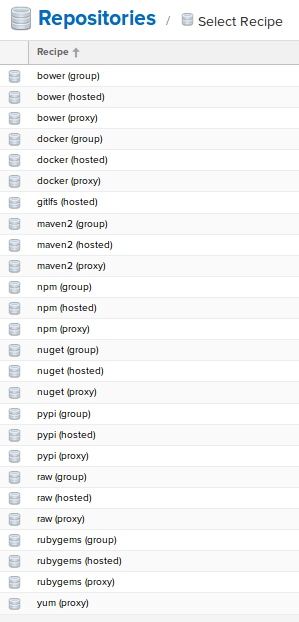 Repositories / Select Recipe
Recipe
bower (group)
bower (hosted)
bower (proxy)
docker (group)
docker (hosted)
docker (proxy)
gitlfs (hosted)
maven2 (group)
maven2 (hosted)
maven2 (proxy)
npm (group)
npm (hosted)
npm (proxy)
nuget (group)
nuget (hosted)
nuget (proxy)
pypi (group)
pypi (hosted)
pypi (proxy)
raw (group)
raw (hosted)
raw (proxy)
rubygems (group)
rubygems (hosted)
rubygems (proxy)
yum (proxy)